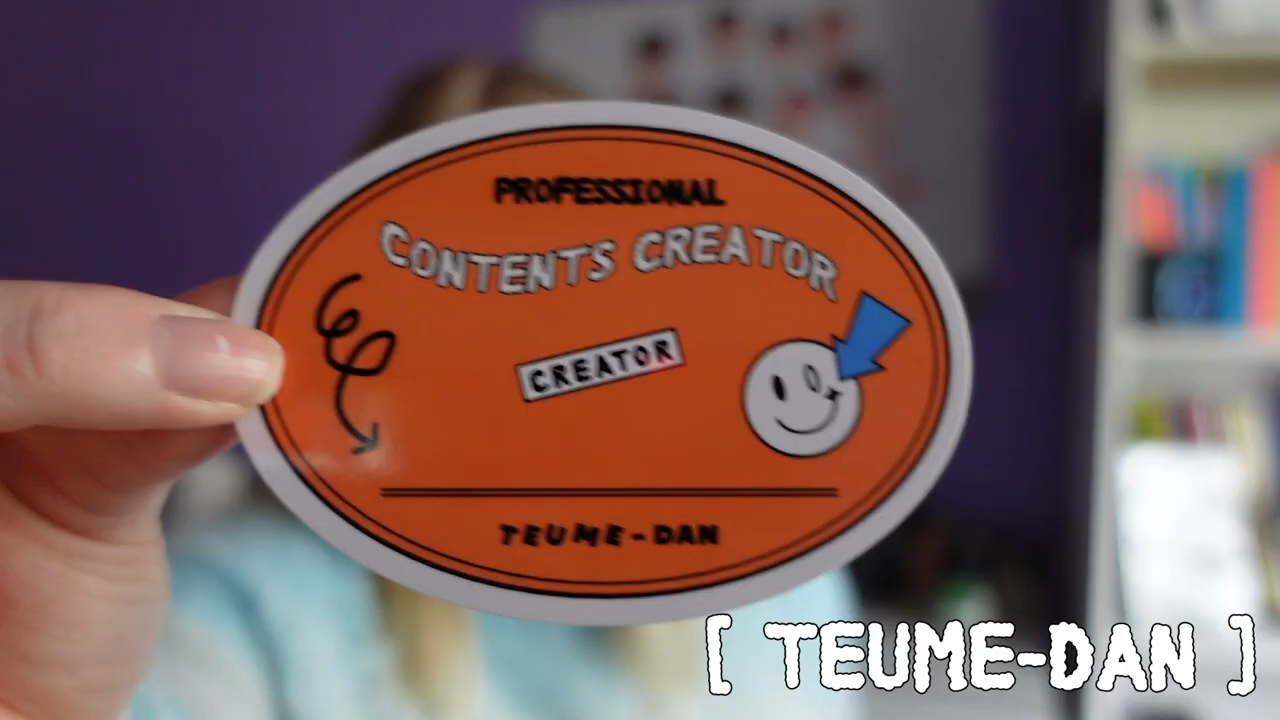 PROFESSIONAL
CONTENTS CREATOR
CREATOR
TEUME-DAN
[ TEUME-DAN ]